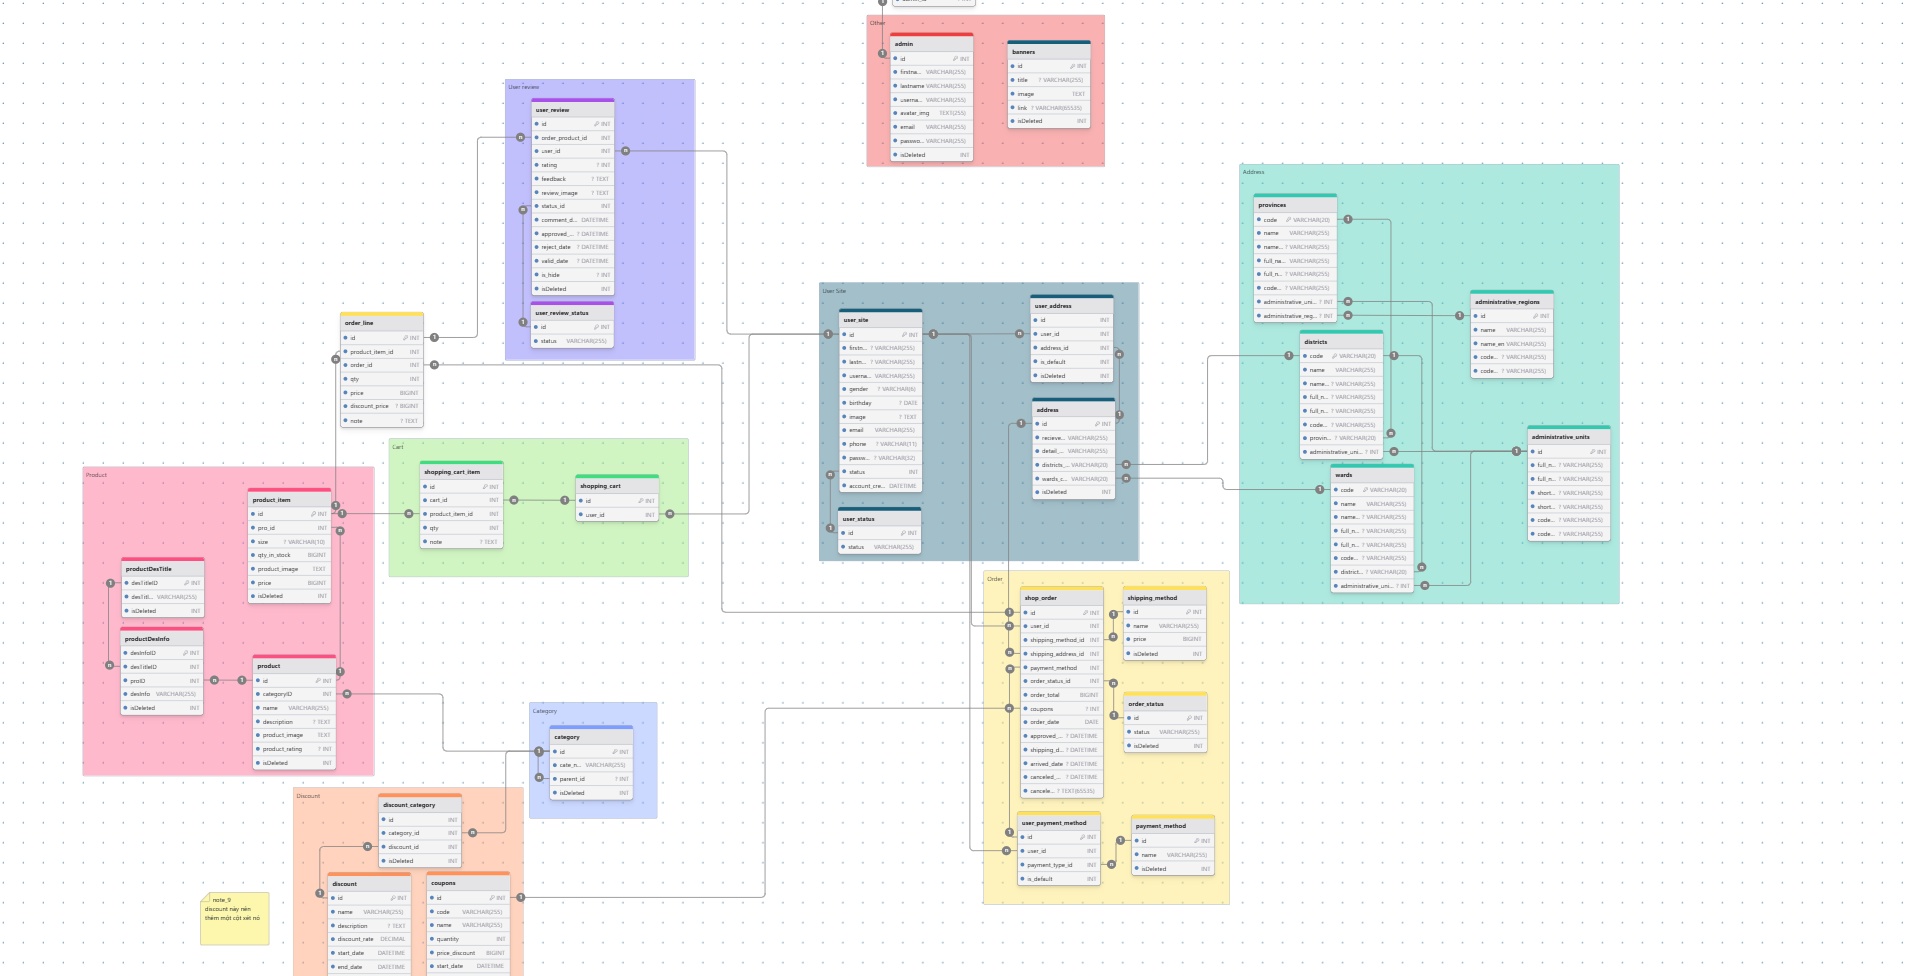 Other
admin
id INT
firstna... VARCHAR(255)
lastname VARCHAR(255)
userna... VARCHAR(255)
avatar_img TEXT(255)
email VARCHAR(255)
passwo... VARCHAR(255)
isDeleted INT
banners
id INT
title ? VARCHAR(255)
image TEXT
link ? VARCHAR(65535)
isDeleted INT
User review
user_review
id INT
order_product_id INT
user_id INT
rating ? INT
feedback ? TEXT
review_image ? TEXT
status_id INT
comment_d... DATETIME
approved_... ? DATETIME
reject_date ? DATETIME
valid_date ? DATETIME
is_hide ? INT
isDeleted INT
user_review_status
id INT
status VARCHAR(255)
Address
provinces
code VARCHAR(20)
name VARCHAR(255)
name... ? VARCHAR(255)
full_na... VARCHAR(255)
full_n... ? VARCHAR(255)
code... ? VARCHAR(255)
administrative_uni... ? INT
administrative_reg... ? INT
administrative_regions
id INT
name VARCHAR(255)
name_en VARCHAR(255)
code... ? VARCHAR(255)
code... ? VARCHAR(255)
districts
code VARCHAR(20)
name VARCHAR(255)
name... ? VARCHAR(255)
full_n... ? VARCHAR(255)
full_n... ? VARCHAR(255)
code... ? VARCHAR(255)
provin... ? VARCHAR(20)
administrative_uni... ? INT
administrative_units
id INT
full_n... ? VARCHAR(255)
full_n... ? VARCHAR(255)
short... ? VARCHAR(255)
short... ? VARCHAR(255)
code... ? VARCHAR(255)
code... ? VARCHAR(255)
wards
code VARCHAR(20)
name VARCHAR(255)
name... ? VARCHAR(255)
full_n... ? VARCHAR(255)
full_n... ? VARCHAR(255)
code... ? VARCHAR(255)
district... ? VARCHAR(20)
administrative_uni... ? INT
order_line
id INT
product_item_id INT
order_id INT
qty INT
price BIGINT
discount_price ? BIGINT
note ? TEXT
User Site
user_site
id INT
firstn... ? VARCHAR(255)
lastn... ? VARCHAR(255)
userna... VARCHAR(255)
gender ? VARCHAR(6)
birthday ? DATE
image ? TEXT
email VARCHAR(255)
phone ? VARCHAR(11)
passw... ? VARCHAR(32)
status INT
account_cre... DATETIME
user_address
id INT
user_id INT
address_id INT
is_default INT
isDeleted INT
address
id INT
recieve... VARCHAR(255)
detail_... VARCHAR(255)
districts_... VARCHAR(20)
wards_c... VARCHAR(20)
isDeleted INT
user_status
id INT
status VARCHAR(255)
Cart
shopping_cart_item
id INT
cart_id INT
product_item_id INT
qty INT
note ? TEXT
shopping_cart
id INT
user_id INT
Product
product_item
id INT
pro_id INT
size ? VARCHAR(10)
qty_in_stock BIGINT
product_image TEXT
price BIGINT
isDeleted INT
productDesTitle
desTitleID INT
desTitl... VARCHAR(255)
isDeleted INT
productDesInfo
desInfoID INT
desTitleID INT
proID INT
desInfo VARCHAR(255)
isDeleted INT
product
id INT
categoryID INT
name VARCHAR(255)
description ? TEXT
product_image ? TEXT
product_rating ? INT
isDeleted INT
Order
shop_order
id INT
user_id INT
shipping_method_id INT
shipping_address_id INT
payment_method INT
order_status_id INT
order_total BIGINT
coupons ? INT
order_date DATE
approved_... ? DATETIME
shipping_d... ? DATETIME
arrived_date ? DATETIME
canceled_... ? DATETIME
cancele... ? TEXT(65535)
shipping_method
id INT
name VARCHAR(255)
price BIGINT
isDeleted INT
order_status
id INT
status VARCHAR(255)
isDeleted INT
user_payment_method
id INT
user_id INT
payment_type_id INT
is_default INT
payment_method
id INT
name VARCHAR(255)
isDeleted INT
Category
category
id INT
cate_n... VARCHAR(255)
parent_id ? INT
isDeleted INT
Discount
discount_category
id INT
category_id INT
discount_id INT
isDeleted INT
discount
id INT
name VARCHAR(255)
description ? TEXT
discount_rate DECIMAL
start_date DATETIME
end_date DATETIME
coupons
id INT
code VARCHAR(255)
name VARCHAR(255)
quantity INT
price_discount BIGINT
start_date DATETIME
note_9
discount này nên
thêm một cột xét nó